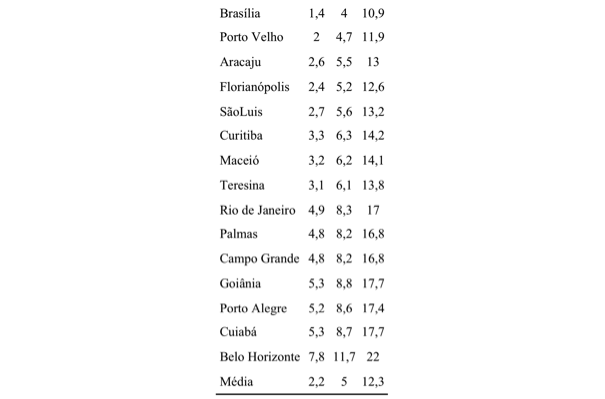 Brasília 1,4 4 10,9
Porto Velho 2 4,7 11,9
Aracaju 2,6 5,5 13
Florianópolis 2,4 5,2 12,6
SãoLuis 2,7 5,6 13,2
Curitiba 3,3 6,3 14,2
Maceió 3,2 6,2 14,1
Teresina 3,1 6,1 13,8
Rio de Janeiro 4,9 8,3 17
Palmas 4,8 8,2 16,8
Campo Grande 4,8 8,2 16,8
Goiânia 5,3 8,8 17,7
Porto Alegre 5,2 8,6 17,4
Cuiabá 5,3 8,7 17,7
Belo Horizonte 7,8 11,7 22
Média 2,2 5 12,3